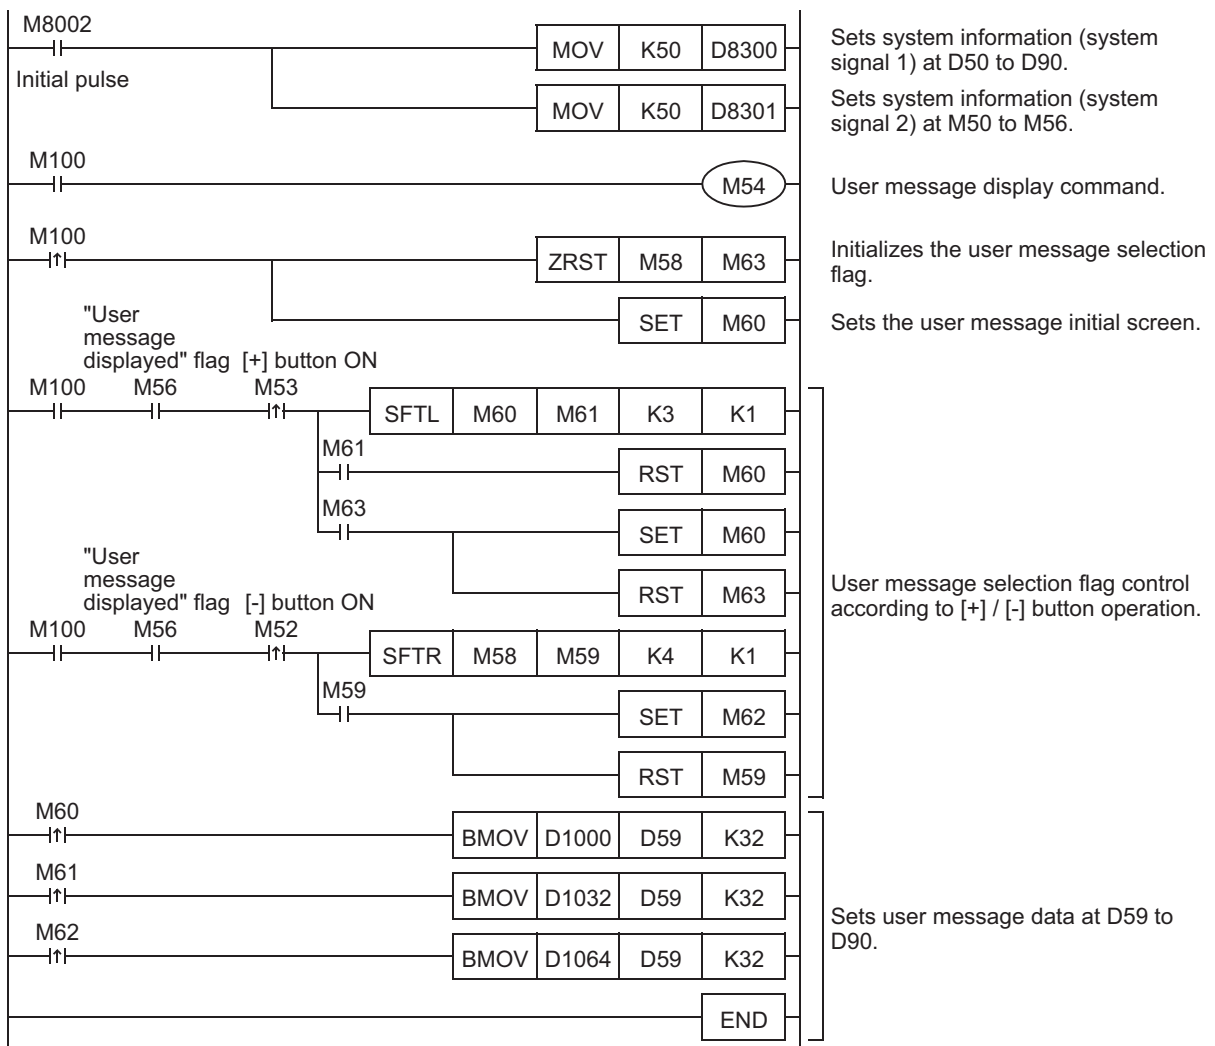 M8002
MOV K50 D8300
Sets system information (system
signal 1) at D50 to D90.
Initial pulse
MOV K50 D8301
Sets system information (system
signal 2) at M50 to M56.
M100
M54
User message display command.
M100
ZRST M58 M63
Initializes the user message selection
flag.
SET M60
Sets the user message initial screen.
"User
message
displayed" flag [+] button ON
M100 M56 M53
SFTL M60 M61 K3 K1
M61
RST M60
M63
SET M60
RST M63
"User
message
displayed" flag [-] button ON
M100 M56 M52
SFTR M58 M59 K4 K1
M59
SET M62
RST M59
User message selection flag control
according to [+] / [-] button operation.
M60
BMOV D1000 D59 K32
M61
BMOV D1032 D59 K32
M62
BMOV D1064 D59 K32
Sets user message data at D59 to
D90.
END